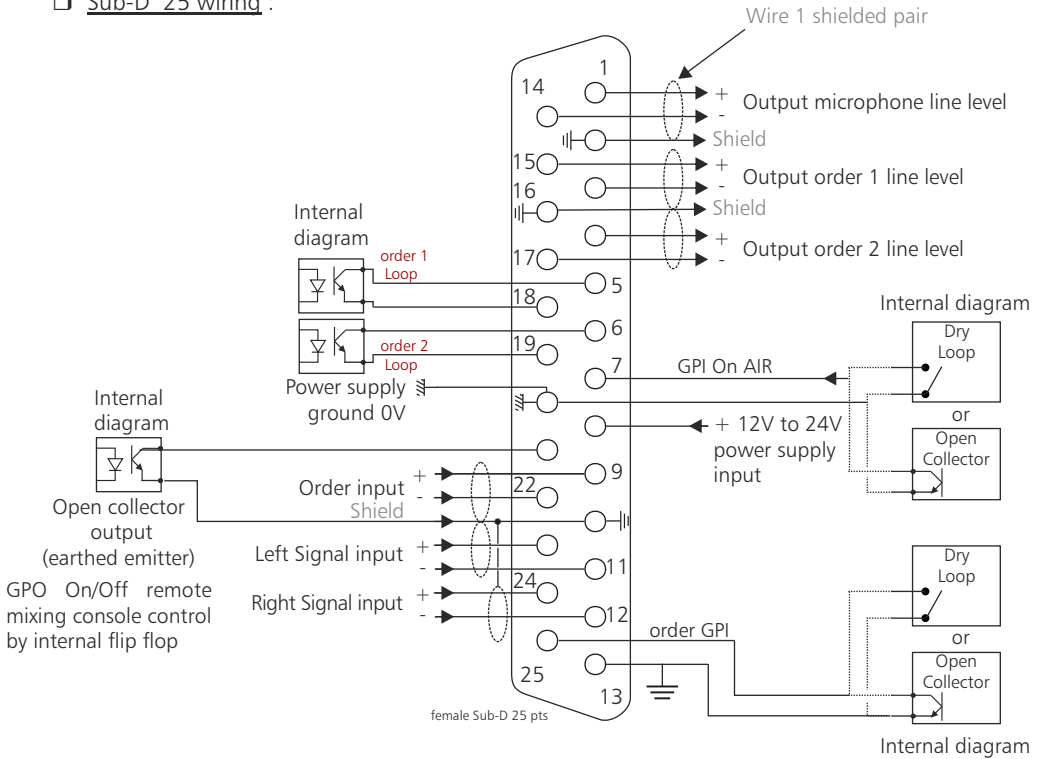 ❑ Sub-D 25 wiring :
Wire 1 shielded pair
1
14
+
-
Output microphone line level
Shield
15
+
-
Output order 1 line level
16
Shield
+
-
Output order 2 line level
17
Internal
diagram
order 1
Loop
5
18
6
19
order 2
Loop
7
GPI On AIR
Power supply
ground 0V
+ 12V to 24V
power supply
input
Internal diagram
Dry
Loop
or
Open
Collector
Internal
diagram
Open collector
output
(earthed emitter)
GPO On/Off remote
mixing console control
by internal flip flop
Order input
+
-
Shield
9
22
Left Signal input
+
-
11
24
Right Signal input
+
-
12
order GPI
25
13
female Sub-D 25 pts
Dry
Loop
or
Open
Collector
Internal diagram